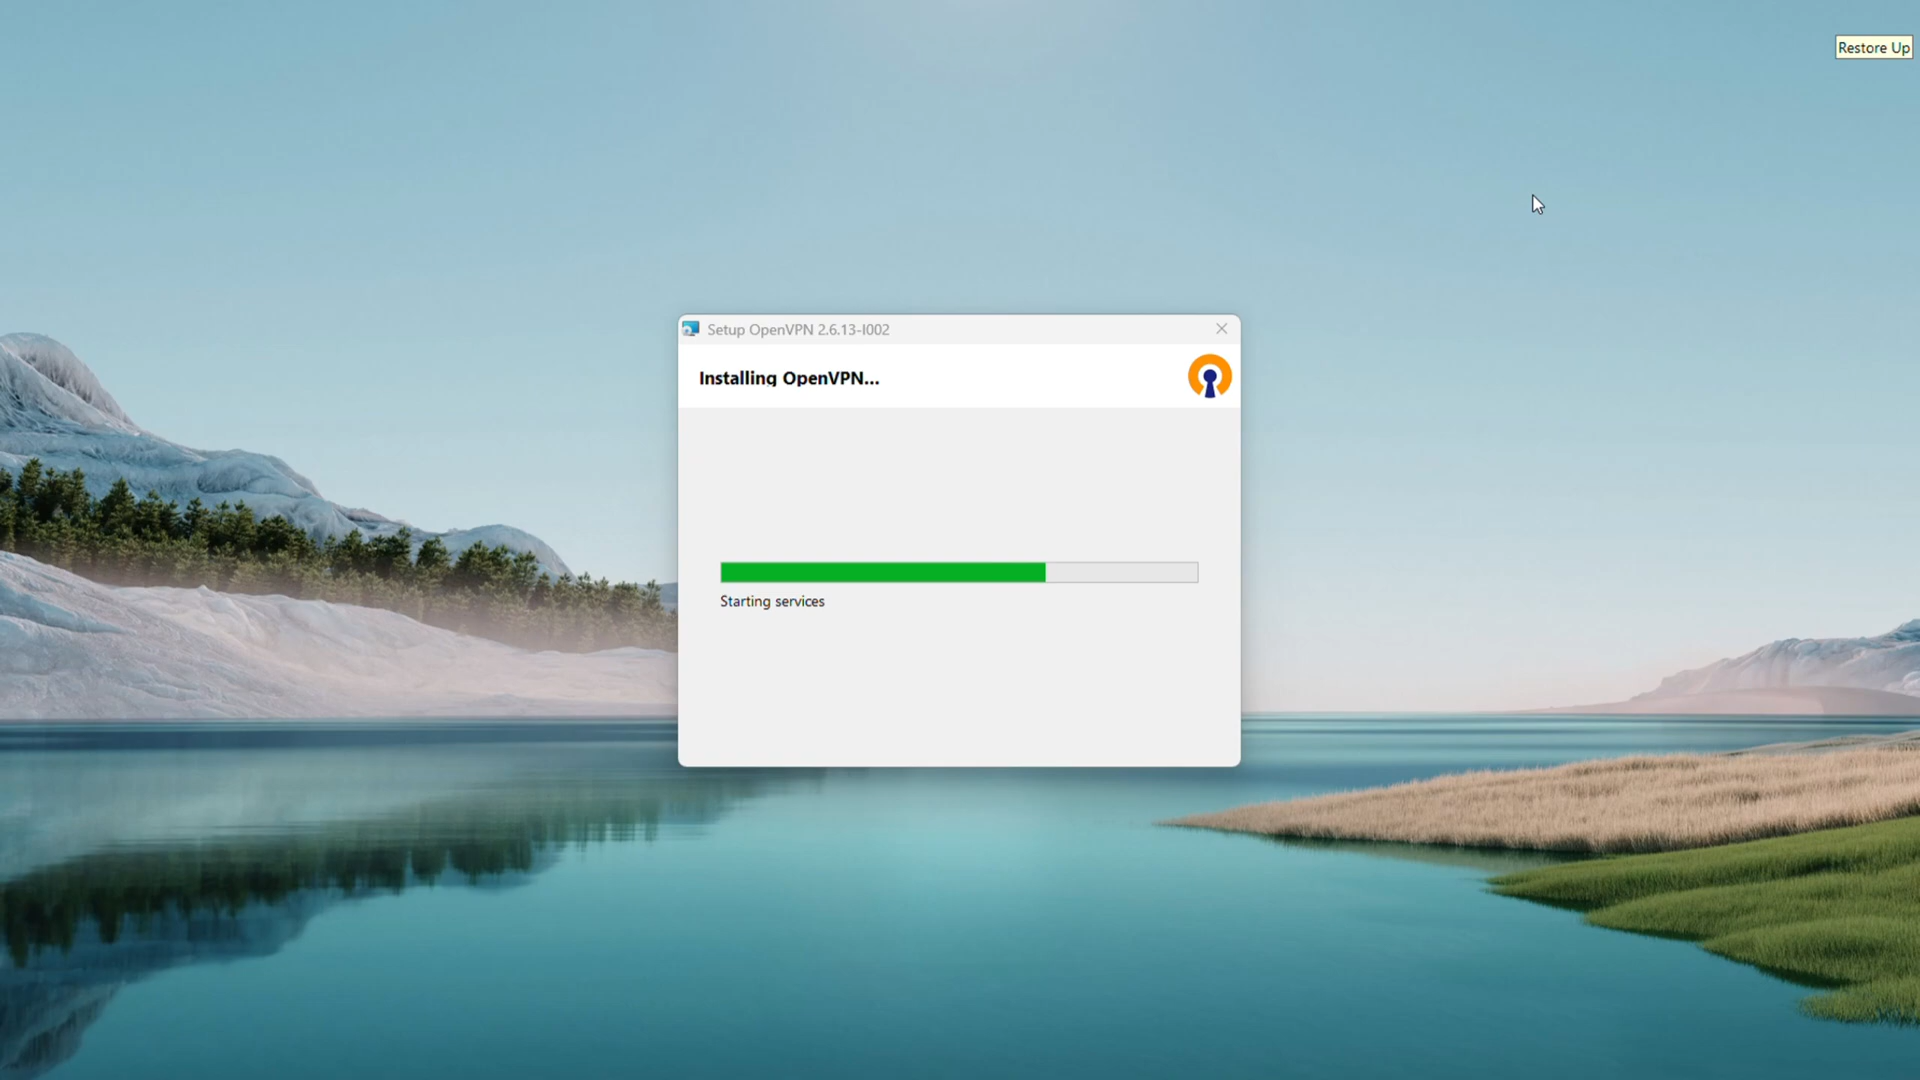 Restore Up
Setup OpenVPN 2.6.13-I002
Installing OpenVPN...
Starting services